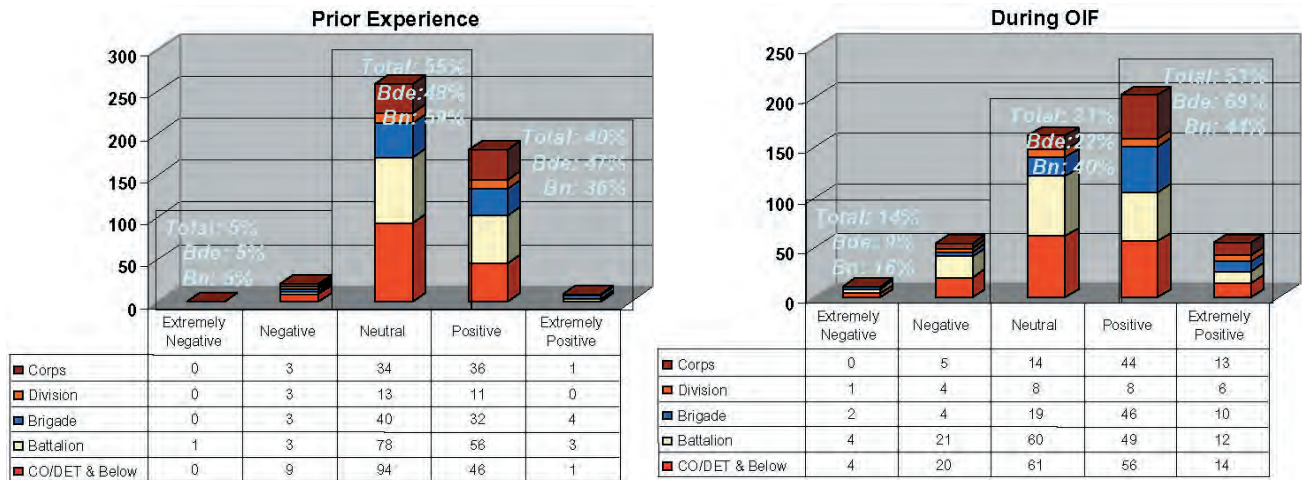 Prior Experience
300
250
200
150
100
50
0
Total: 5%
Bde: 5%
Bn: 5%
Total: 55%
Bde:48%
Bn: 59%
Total: 40%
Bde: 47%
Bn: 36%
Extremely Negative Negative Neutral Positive Extremely Positive
Corps 0 3 34 36 1
Division 0 3 13 11 0
Brigade 0 3 40 32 4
Battalion 1 3 78 56 3
CO/DET & Below 0 9 94 46 1
During OIF
250
200
150
100
50
0
Total: 14%
Bde: 9%
Bn: 16%
Total:
Bde:22%
Bn: 40%
Total: 53%
Bde: 69%
Bn: 41%
Extremely Negative Negative Neutral Positive Extremely Positive
Corps 0 5 14 44 13
Division 1 4 8 8 6
Brigade 2 4 19 46 10
Battalion 4 21 60 49 12
CO/DET & Below 4 20 61 56 14